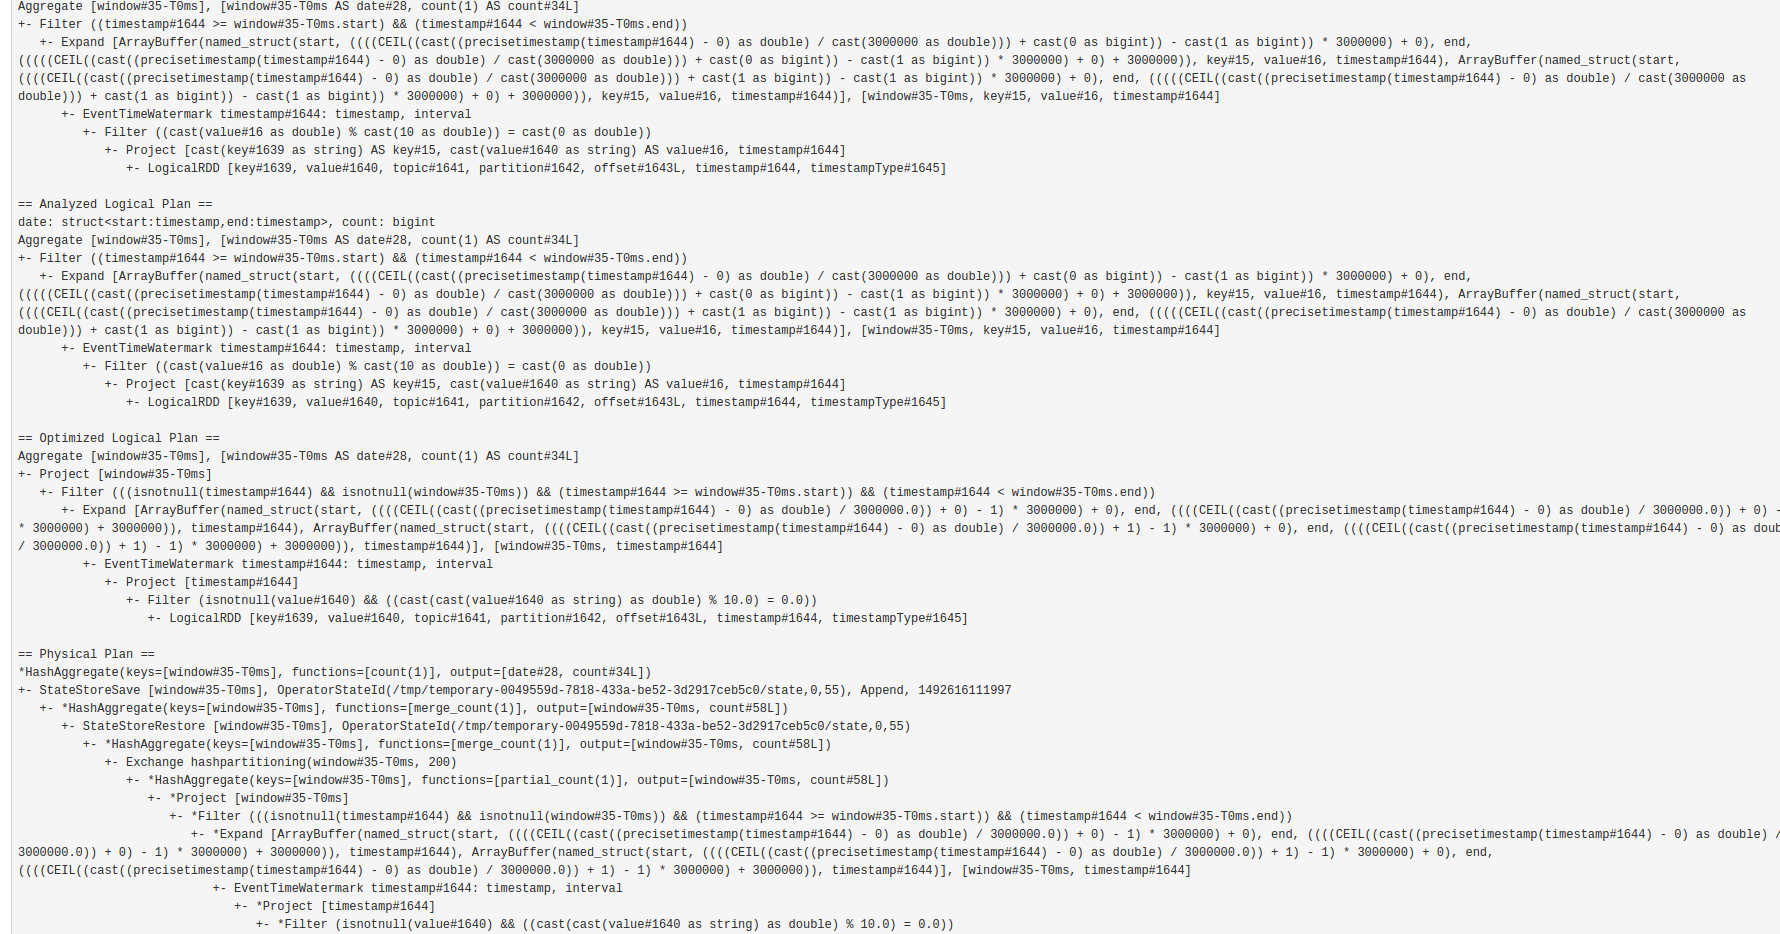 Aggregate [window#35-T0ms], [window#35-T0ms AS date#28, count(1) AS count#34L]
+- Filter ((timestamp#1644 >= window#35-T0ms.start) && (timestamp#1644 < window#35-T0ms.end))
   +- Expand [ArrayBuffer(named_struct(start, ((((CEIL((cast((precisetimestamp(timestamp#1644) - 0) as double) / cast(3000000 as double))) + cast(0 as bigint)) - cast(1 as bigint)) * 3000000) + 0), end,
(((((CEIL((cast((precisetimestamp(timestamp#1644) - 0) as double) / cast(3000000 as double))) + cast(0 as bigint)) - cast(1 as bigint)) * 3000000) + 0) + 3000000)), key#15, value#16, timestamp#1644), ArrayBuffer(named_struct(start,
((((CEIL((cast((precisetimestamp(timestamp#1644) - 0) as double) / cast(3000000 as double))) + cast(1 as bigint)) - cast(1 as bigint)) * 3000000) + 0), end, (((((CEIL((cast((precisetimestamp(timestamp#1644) - 0) as double) / cast(3000000 as
double))) + cast(1 as bigint)) - cast(1 as bigint)) * 3000000) + 0) + 3000000)), key#15, value#16, timestamp#1644)], [window#35-T0ms, key#15, value#16, timestamp#1644]
      +- EventTimeWatermark timestamp#1644: timestamp, interval
         +- Filter ((cast(value#16 as double) % cast(10 as double)) = cast(0 as double))
            +- Project [cast(key#1639 as string) AS key#15, cast(value#1640 as string) AS value#16, timestamp#1644]
               +- LogicalRDD [key#1639, value#1640, topic#1641, partition#1642, offset#1643L, timestamp#1644, timestampType#1645]

== Analyzed Logical Plan ==
date: struct<start:timestamp,end:timestamp>, count: bigint
Aggregate [window#35-T0ms], [window#35-T0ms AS date#28, count(1) AS count#34L]
+- Filter ((timestamp#1644 >= window#35-T0ms.start) && (timestamp#1644 < window#35-T0ms.end))
   +- Expand [ArrayBuffer(named_struct(start, ((((CEIL((cast((precisetimestamp(timestamp#1644) - 0) as double) / cast(3000000 as double))) + cast(0 as bigint)) - cast(1 as bigint)) * 3000000) + 0), end,
(((((CEIL((cast((precisetimestamp(timestamp#1644) - 0) as double) / cast(3000000 as double))) + cast(0 as bigint)) - cast(1 as bigint)) * 3000000) + 0) + 3000000)), key#15, value#16, timestamp#1644), ArrayBuffer(named_struct(start,
((((CEIL((cast((precisetimestamp(timestamp#1644) - 0) as double) / cast(3000000 as double))) + cast(1 as bigint)) - cast(1 as bigint)) * 3000000) + 0), end, (((((CEIL((cast((precisetimestamp(timestamp#1644) - 0) as double) / cast(3000000 as
double))) + cast(1 as bigint)) - cast(1 as bigint)) * 3000000) + 0) + 3000000)), key#15, value#16, timestamp#1644)], [window#35-T0ms, key#15, value#16, timestamp#1644]
      +- EventTimeWatermark timestamp#1644: timestamp, interval
         +- Filter ((cast(value#16 as double) % cast(10 as double)) = cast(0 as double))
            +- Project [cast(key#1639 as string) AS key#15, cast(value#1640 as string) AS value#16, timestamp#1644]
               +- LogicalRDD [key#1639, value#1640, topic#1641, partition#1642, offset#1643L, timestamp#1644, timestampType#1645]

== Optimized Logical Plan ==
Aggregate [window#35-T0ms], [window#35-T0ms AS date#28, count(1) AS count#34L]
+- Project [window#35-T0ms]
   +- Filter (((isnotnull(timestamp#1644) && isnotnull(window#35-T0ms)) && (timestamp#1644 >= window#35-T0ms.start)) && (timestamp#1644 < window#35-T0ms.end))
      +- Expand [ArrayBuffer(named_struct(start, ((((CEIL((cast((precisetimestamp(timestamp#1644) - 0) as double) / 3000000.0)) + 0) - 1) * 3000000) + 0), end, ((((CEIL((cast((precisetimestamp(timestamp#1644) - 0) as double) / 3000000.0)) + 0) -
* 3000000) + 3000000)), timestamp#1644), ArrayBuffer(named_struct(start, ((((CEIL((cast((precisetimestamp(timestamp#1644) - 0) as double) / 3000000.0)) + 1) - 1) * 3000000) + 0), end, ((((CEIL((cast((precisetimestamp(timestamp#1644) - 0) as doub
/ 3000000.0)) + 1) - 1) * 3000000) + 3000000)), timestamp#1644)], [window#35-T0ms, timestamp#1644]
         +- EventTimeWatermark timestamp#1644: timestamp, interval
            +- Project [timestamp#1644]
               +- Filter (isnotnull(value#1640) && ((cast(cast(value#1640 as string) as double) % 10.0) = 0.0))
                  +- LogicalRDD [key#1639, value#1640, topic#1641, partition#1642, offset#1643L, timestamp#1644, timestampType#1645]

== Physical Plan ==
*HashAggregate(keys=[window#35-T0ms], functions=[count(1)], output=[date#28, count#34L])
+- StateStoreSave [window#35-T0ms], OperatorStateId(/tmp/temporary-0049559d-7818-433a-be52-3d2917ceb5c0/state,0,55), Append, 1492616111997
   +- *HashAggregate(keys=[window#35-T0ms], functions=[merge_count(1)], output=[window#35-T0ms, count#58L])
      +- StateStoreRestore [window#35-T0ms], OperatorStateId(/tmp/temporary-0049559d-7818-433a-be52-3d2917ceb5c0/state,0,55)
         +- *HashAggregate(keys=[window#35-T0ms], functions=[merge_count(1)], output=[window#35-T0ms, count#58L])
            +- Exchange hashpartitioning(window#35-T0ms, 200)
               +- *HashAggregate(keys=[window#35-T0ms], functions=[partial_count(1)], output=[window#35-T0ms, count#58L])
                  +- *Project [window#35-T0ms]
                     +- *Filter (((isnotnull(timestamp#1644) && isnotnull(window#35-T0ms)) && (timestamp#1644 >= window#35-T0ms.start)) && (timestamp#1644 < window#35-T0ms.end))
                        +- *Expand [ArrayBuffer(named_struct(start, ((((CEIL((cast((precisetimestamp(timestamp#1644) - 0) as double) / 3000000.0)) + 0) - 1) * 3000000) + 0), end, ((((CEIL((cast((precisetimestamp(timestamp#1644) - 0) as double) /
3000000.0)) + 0) - 1) * 3000000) + 3000000)), timestamp#1644), ArrayBuffer(named_struct(start, ((((CEIL((cast((precisetimestamp(timestamp#1644) - 0) as double) / 3000000.0)) + 1) - 1) * 3000000) + 0), end,
((((CEIL((cast((precisetimestamp(timestamp#1644) - 0) as double) / 3000000.0)) + 1) - 1) * 3000000) + 3000000)), timestamp#1644)], [window#35-T0ms, timestamp#1644]
                           +- EventTimeWatermark timestamp#1644: timestamp, interval
                              +- *Project [timestamp#1644]
                                 +- *Filter (isnotnull(value#1640) && ((cast(cast(value#1640 as string) as double) % 10.0) = 0.0))